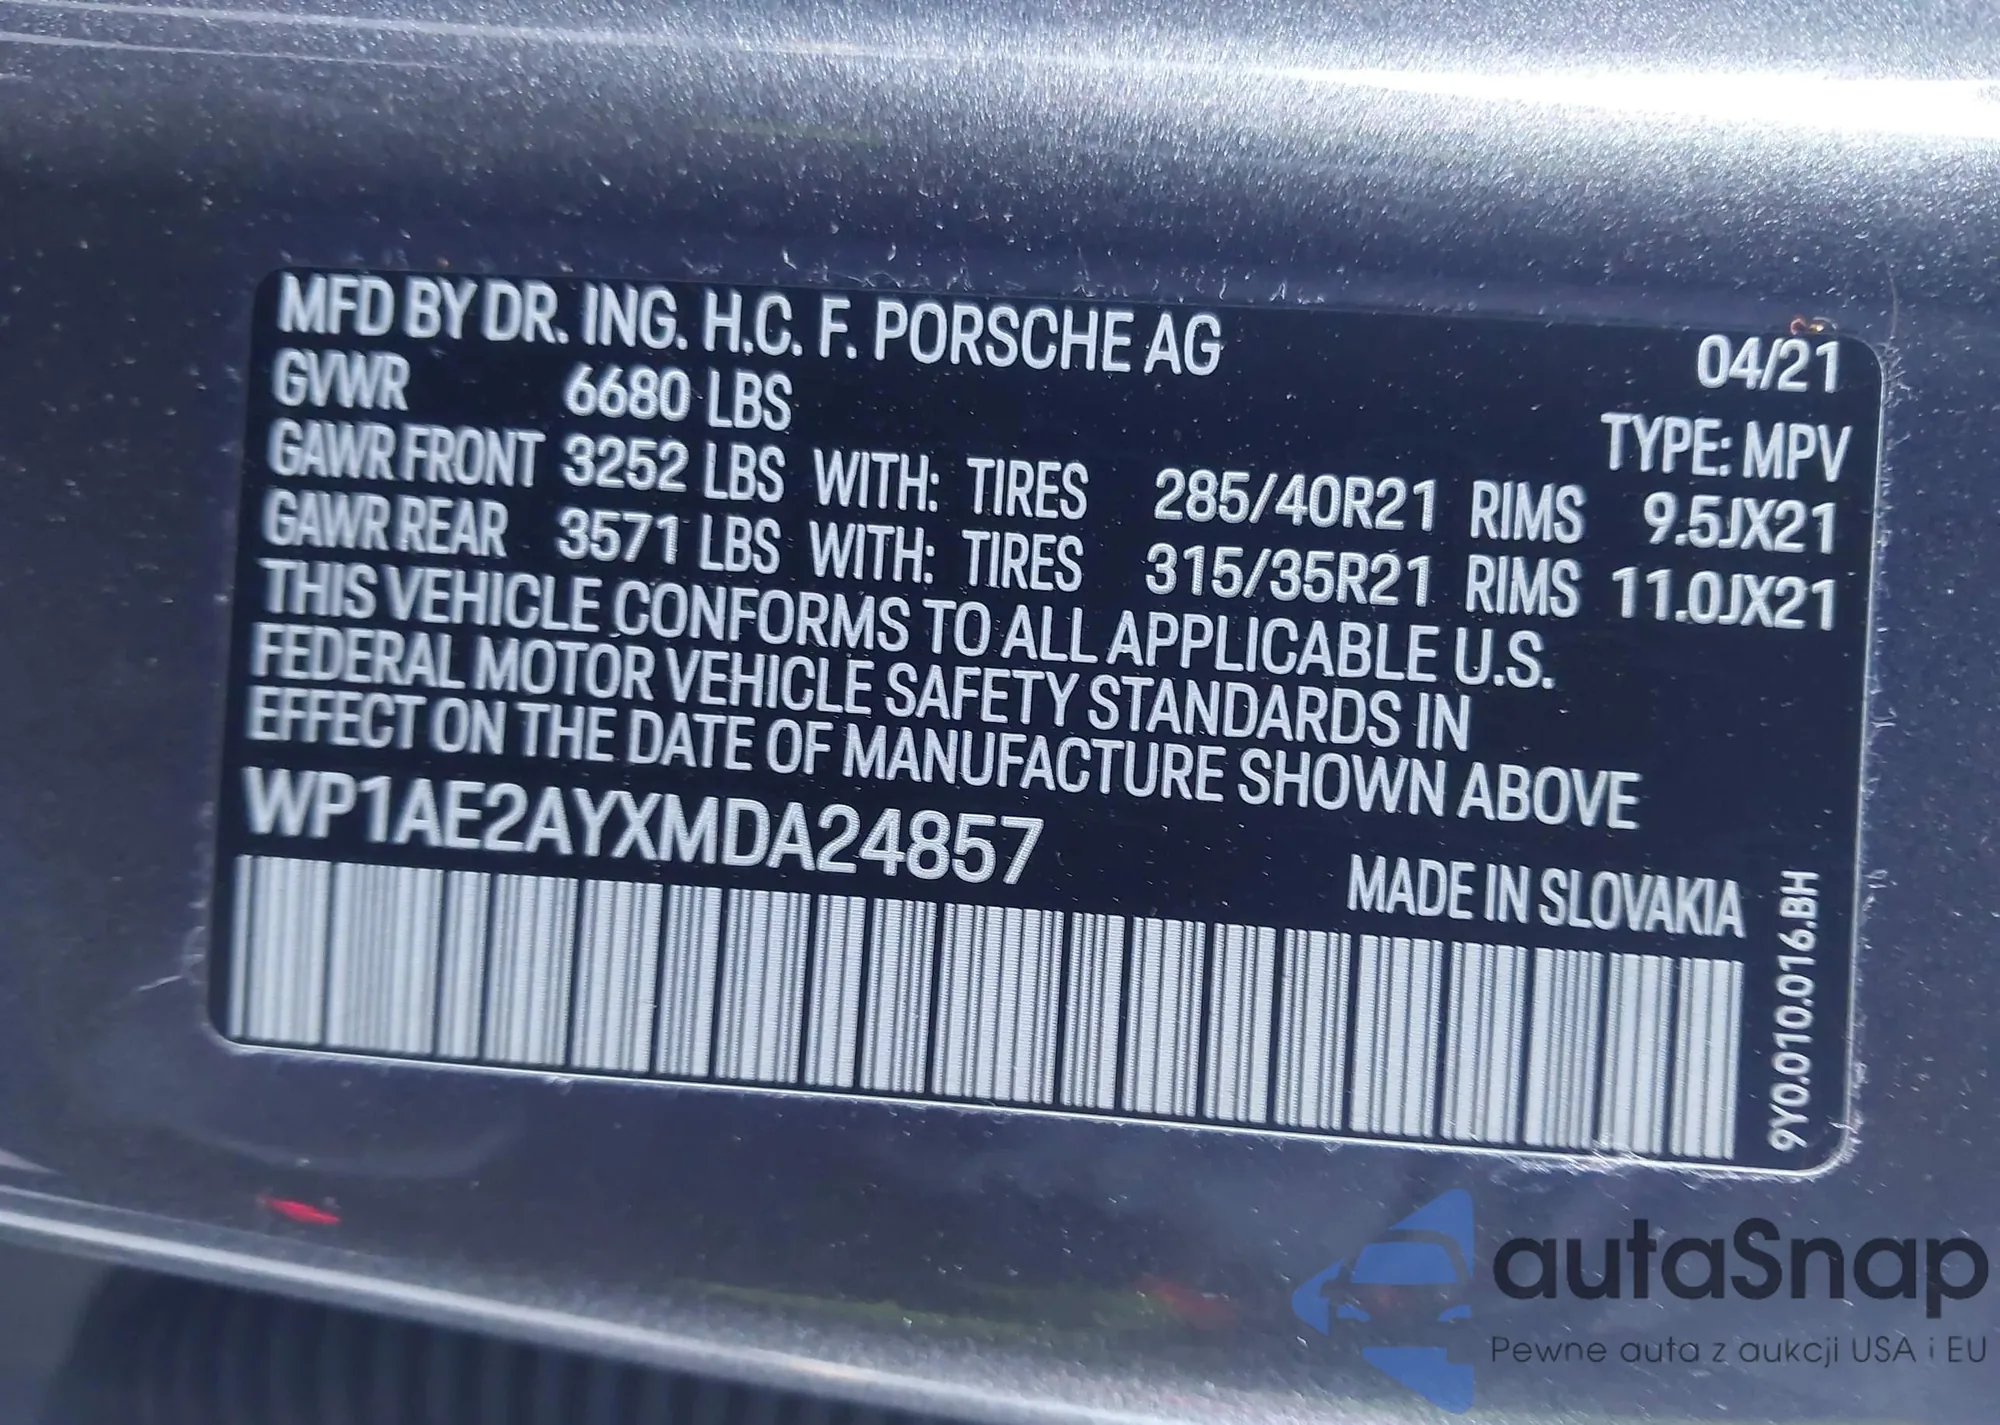 MFD BY DR. ING. H.C. F. PORSCHE AG 04/21
GVWR 6680 LBS TYPE: MPV
GAWR FRONT 3252 LBS WITH: TIRES 285/40R21 RIMS 9.5JX21
GAWR REAR 3571 LBS WITH: TIRES 315/35R21 RIMS 11.0JX21
THIS VEHICLE CONFORMS TO ALL APPLICABLE U.S.
FEDERAL MOTOR VEHICLE SAFETY STANDARDS IN
EFFECT ON THE DATE OF MANUFACTURE SHOWN ABOVE
WP1AE2AYXMDA24857
MADE IN SLOVAKIA
9Y0.010.016.BH
autaSnap
Pewne auta z aukcji USA i EU